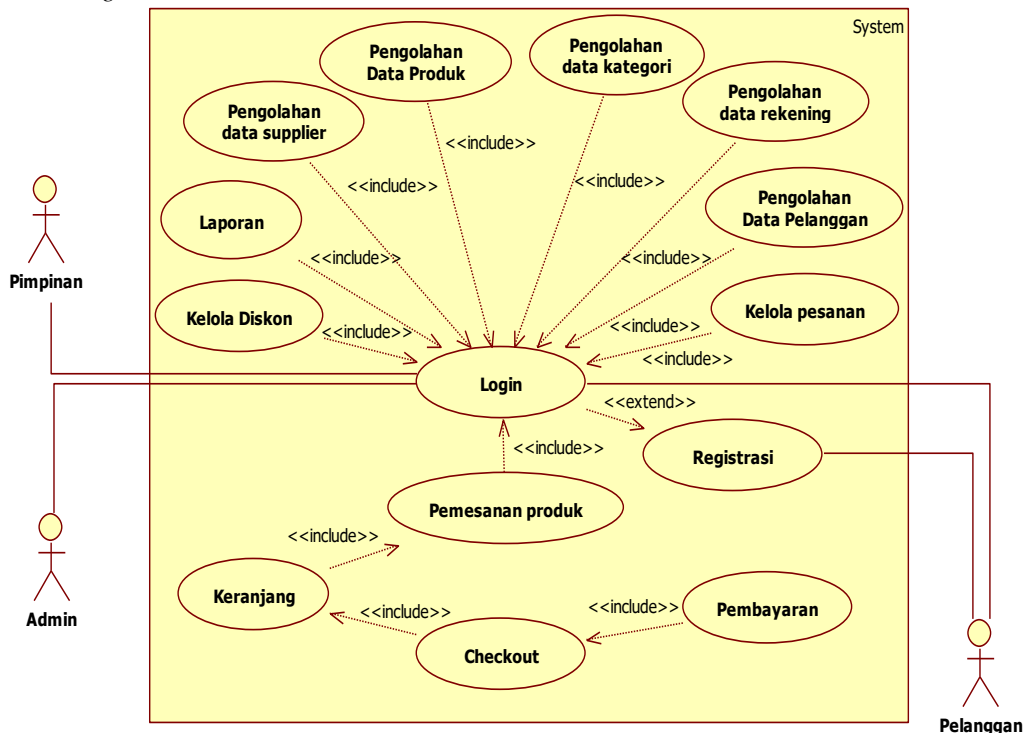 System
Pengolahan
Data Produk
Pengolahan
data kategori
Pengolahan
data rekening
Pengolahan
data supplier
<<include>>
<<include>>
<<include>>
<<include>>
Pengolahan
Data Pelanggan
Laporan
<<include>>
<<include>>
Pimpinan
Kelola Diskon
<<include>>
<<include>>
Kelola pesanan
<<include>>
Login
<<extend>>
<<include>>
Registrasi
Pemesanan produk
<<include>>
Keranjang
<<include>>
<<include>>
Pembayaran
Admin
Checkout
Pelanggan